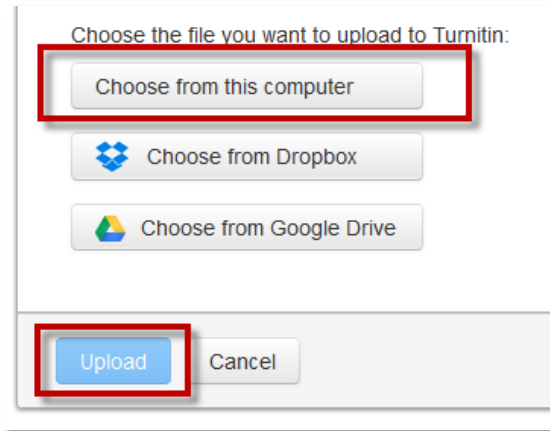 Choose the file you want to upload to Turnitin:
Choose from this computer
Choose from Dropbox
Choose from Google Drive
Upload Cancel